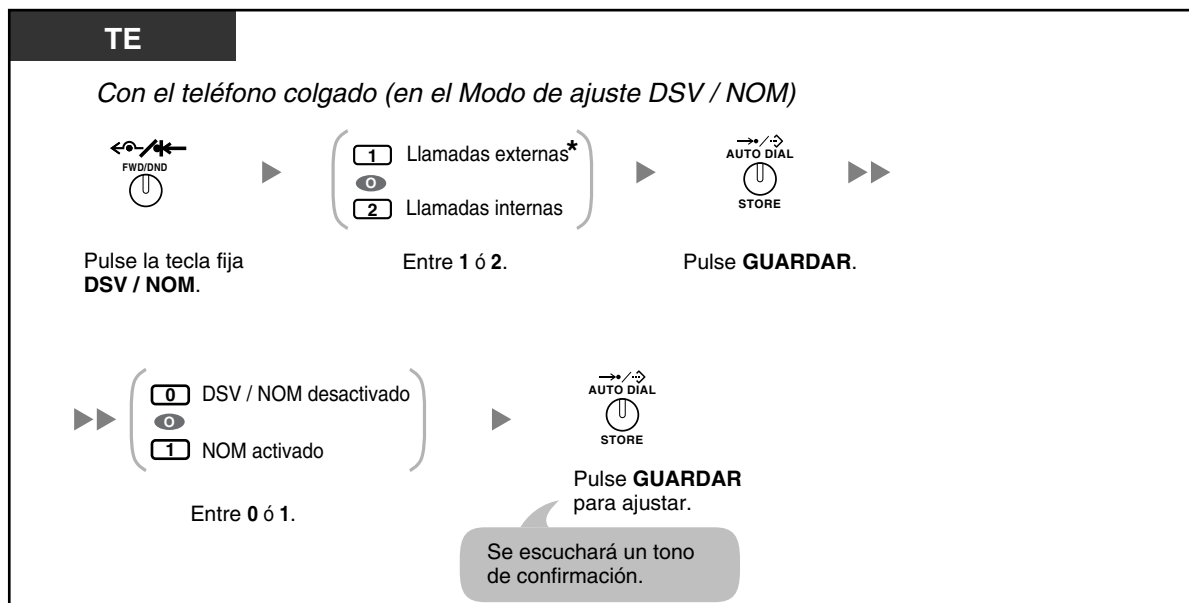 TE
Con el teléfono colgado (en el Modo de ajuste DSV / NOM)
FWD/DND
1 Llamadas externas*
O
2 Llamadas internas
AUTO DIAL
STORE
Pulse la tecla fija
DSV / NOM.
Entre 1 ó 2.
Pulse GUARDAR.
0 DSV / NOM desactivado
O
1 NOM activado
AUTO DIAL
STORE
Entre 0 ó 1.
Pulse GUARDAR
para ajustar.
Se escuchará un tono
de confirmación.